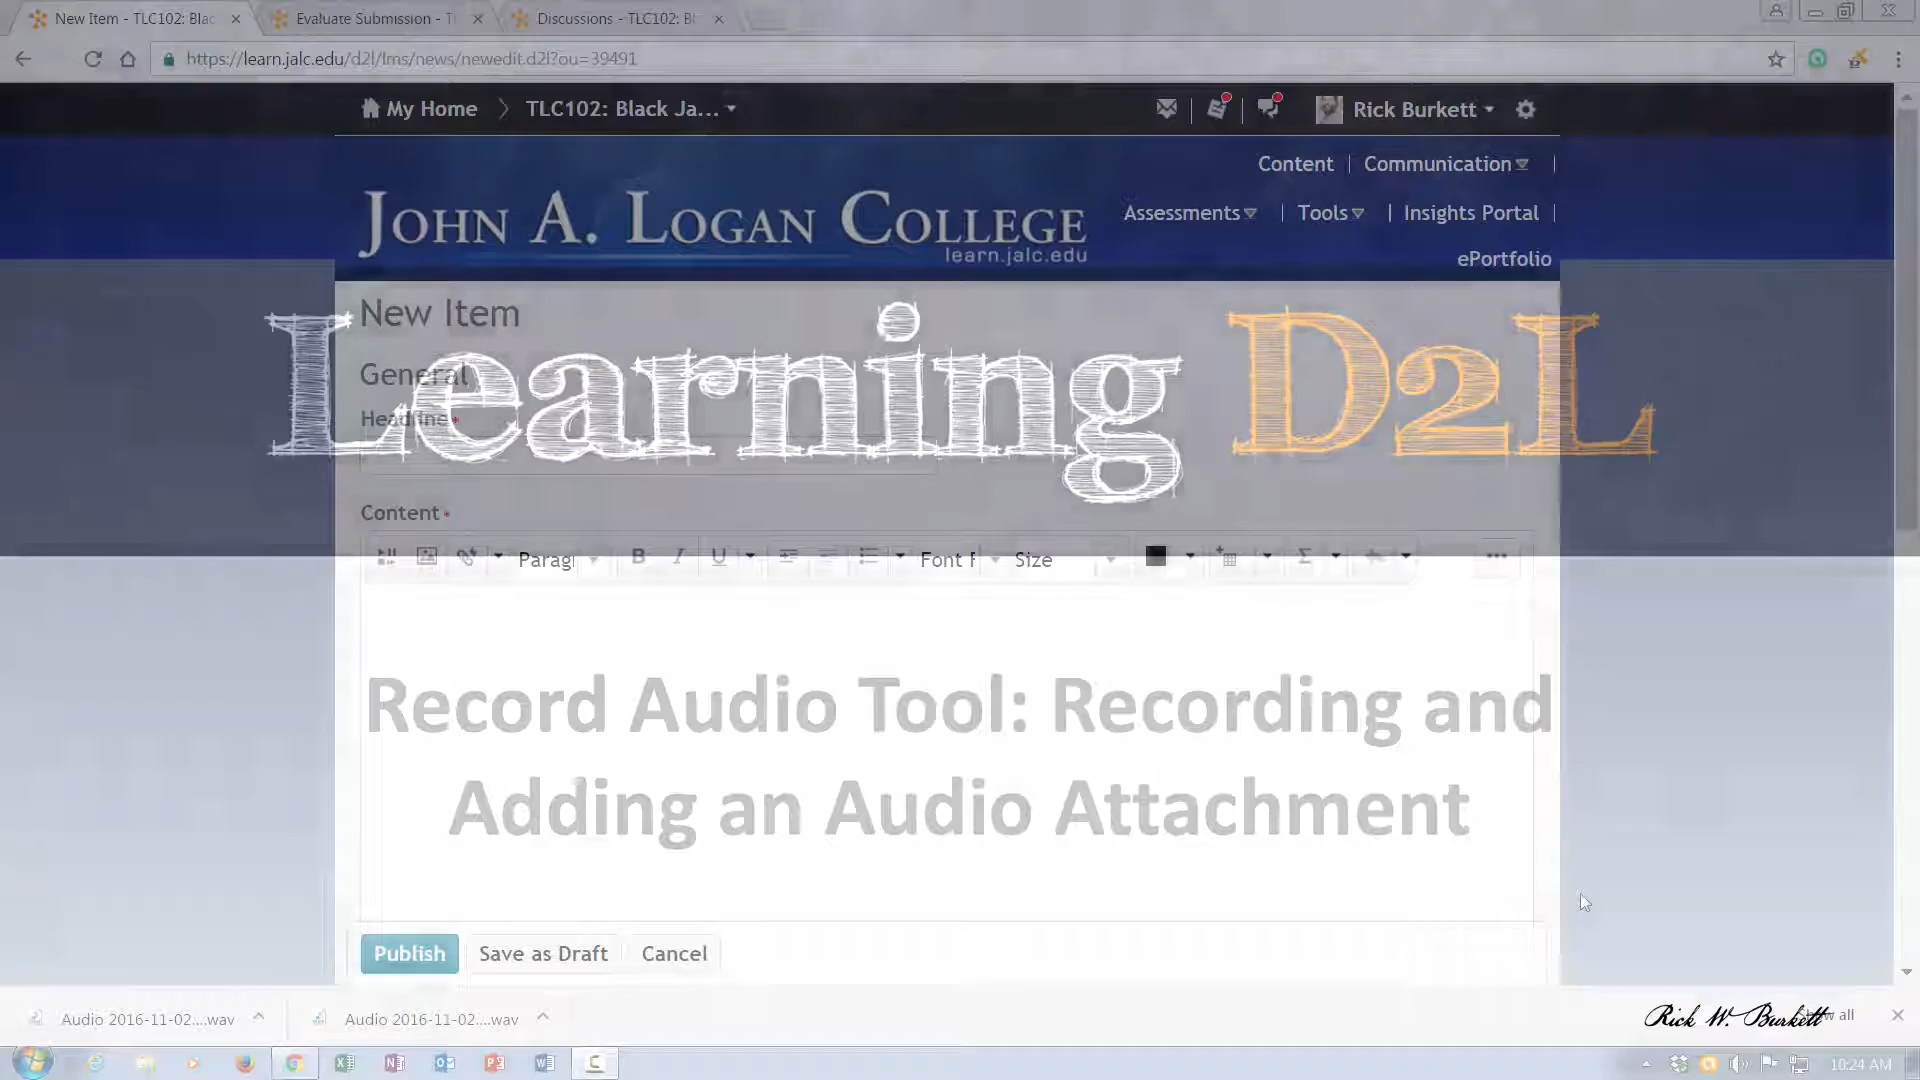 New Item - TLC102: Blac
Evaluate Submission - T
Discussions - TLC102: Bl
https://learn.jalc.edu/d2l/lms/news/newedit.d2l?ou=39491
My Home
TLC102: Black Ja...
Rick Burkett
Content
Communication
JOHN A. LOGAN COLLEGE
learn.jalc.edu
Assessments
Tools
Insights Portal
ePortfolio
New Item
Learning D2L
General
Headline *
Content *
Paragr
B I U
Font F
Size
Record Audio Tool: Recording and
Adding an Audio Attachment
Publish
Save as Draft
Cancel
Audio 2016-11-02....wav
Audio 2016-11-02....wav
Rick W. Burkett
Show all
10:24 AM